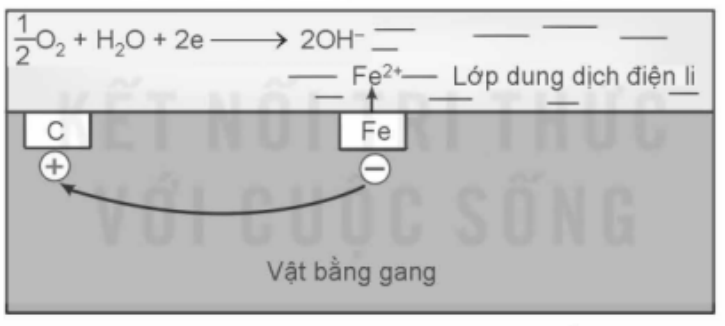 ½O₂ + H₂O + 2e ⟶ 2OH⁻
Fe²⁺ Lớp dung dịch điện li
C Fe
+ −
KẾT NỐI TRI THỨC
VỚI CUỘC SỐNG
Vật bằng gang